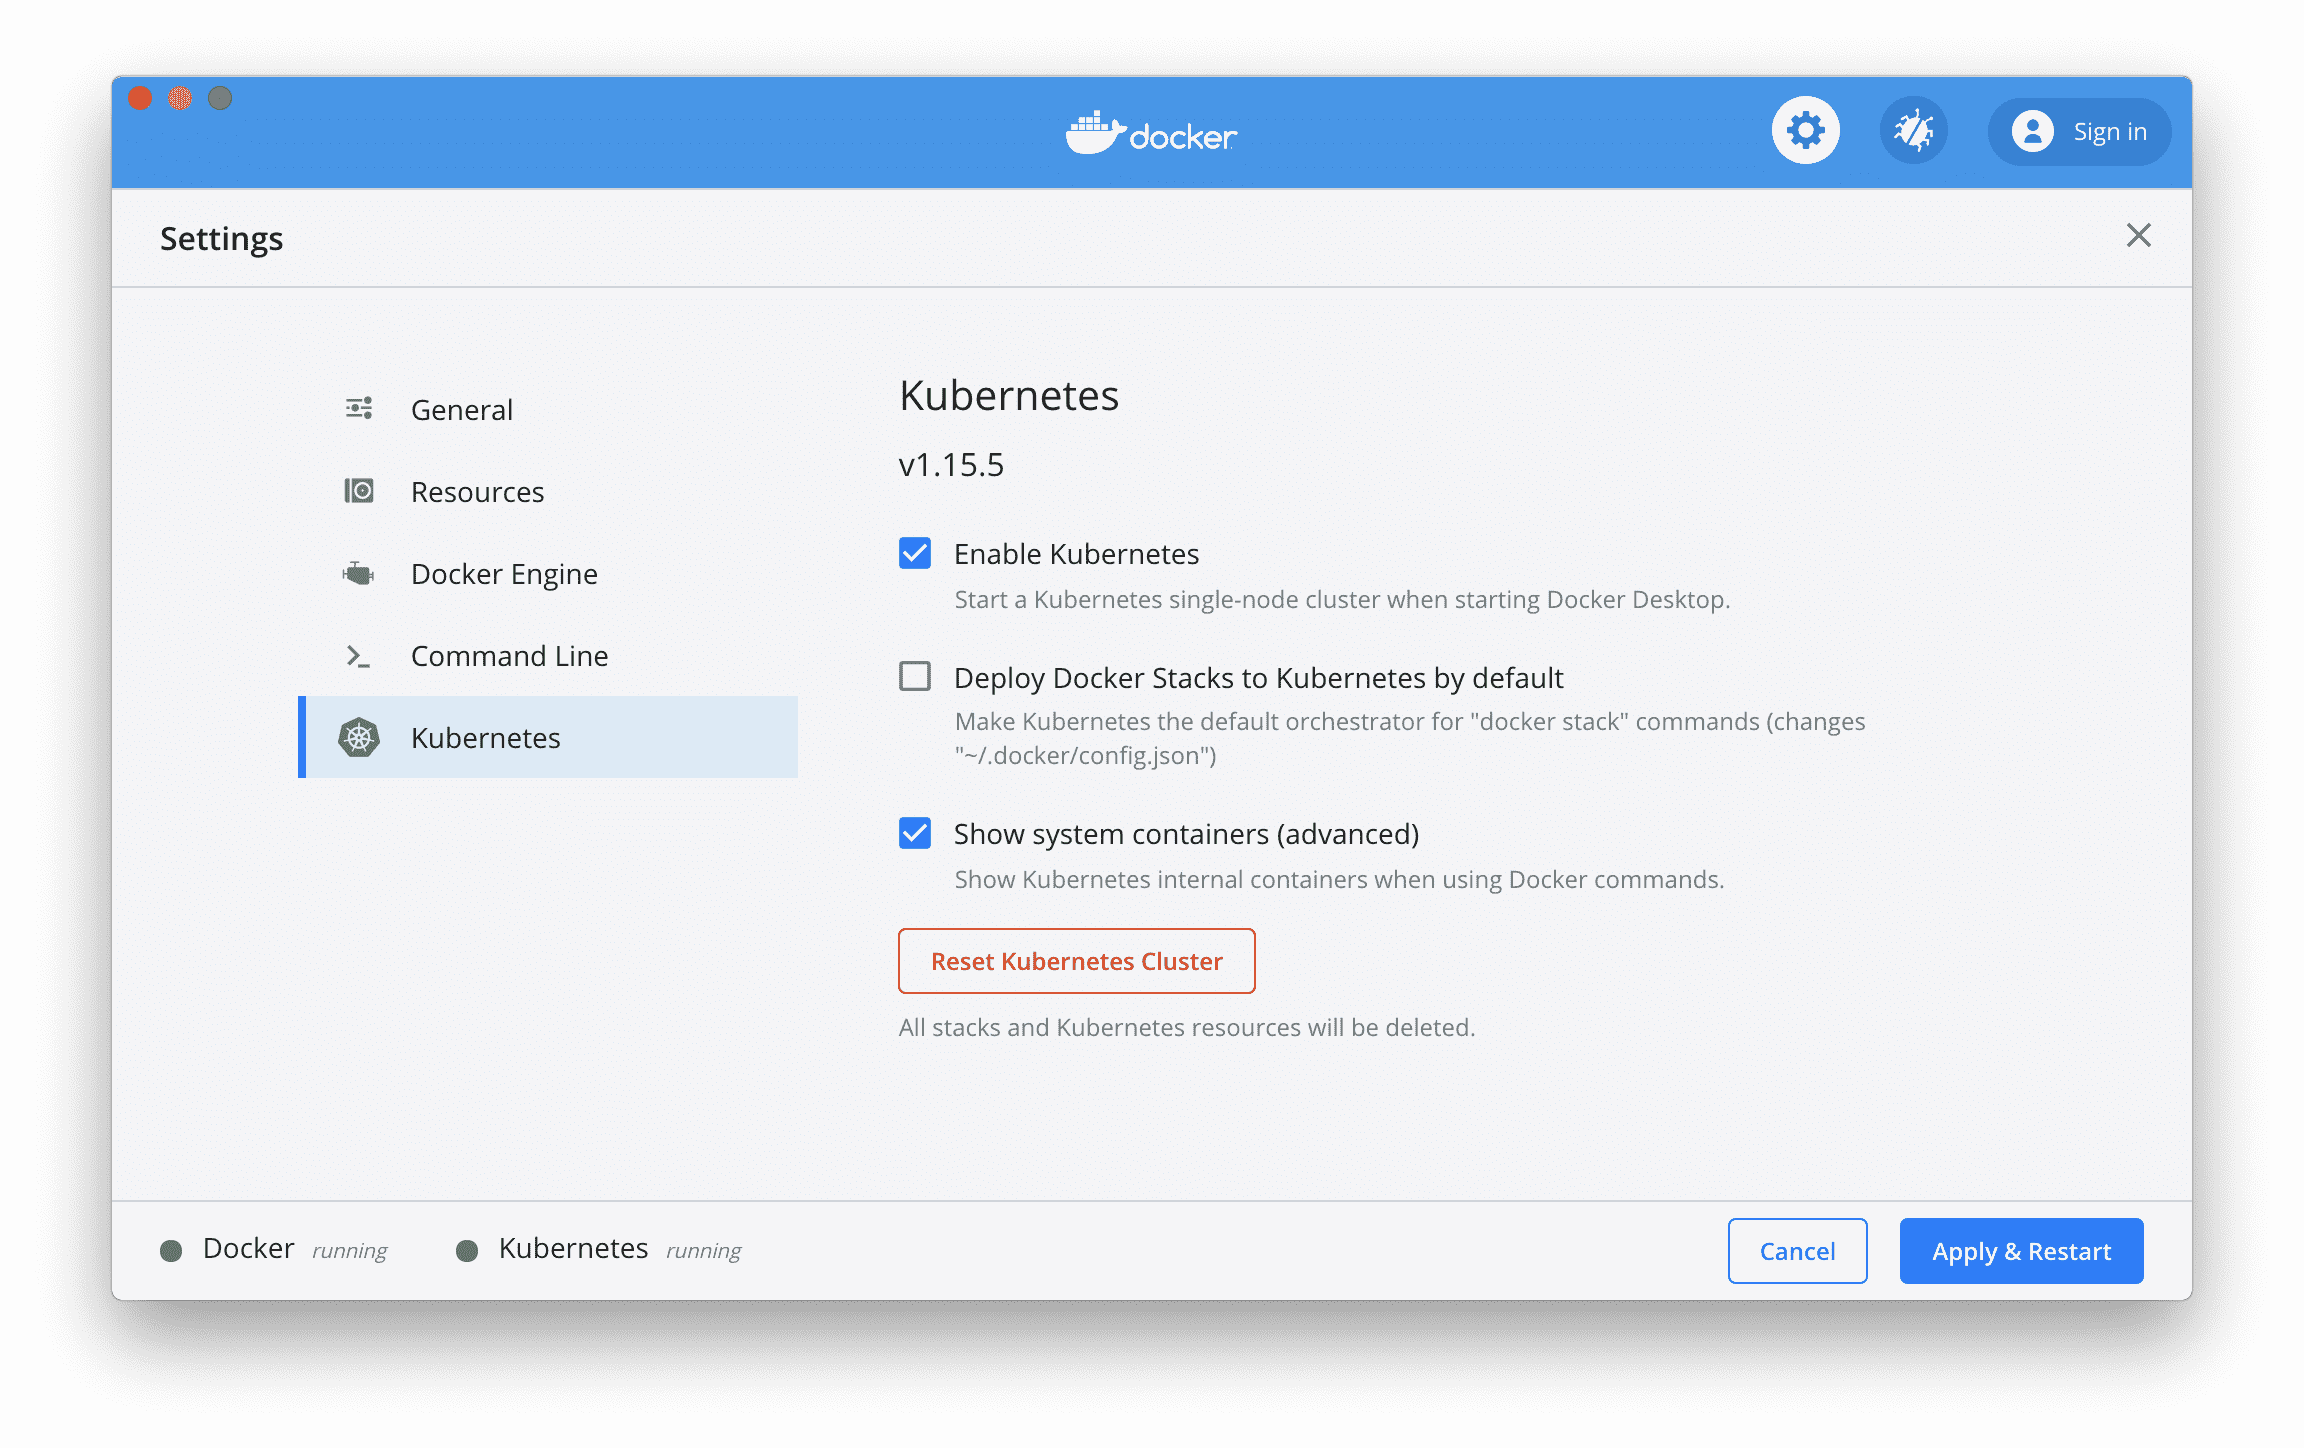 docker
Sign in
Settings
General
Resources
Docker Engine
Command Line
Kubernetes
Kubernetes
v1.15.5
Enable Kubernetes
Start a Kubernetes single-node cluster when starting Docker Desktop.
Deploy Docker Stacks to Kubernetes by default
Make Kubernetes the default orchestrator for "docker stack" commands (changes
"~/.docker/config.json")
Show system containers (advanced)
Show Kubernetes internal containers when using Docker commands.
Reset Kubernetes Cluster
All stacks and Kubernetes resources will be deleted.
Docker running
Kubernetes running
Cancel
Apply & Restart